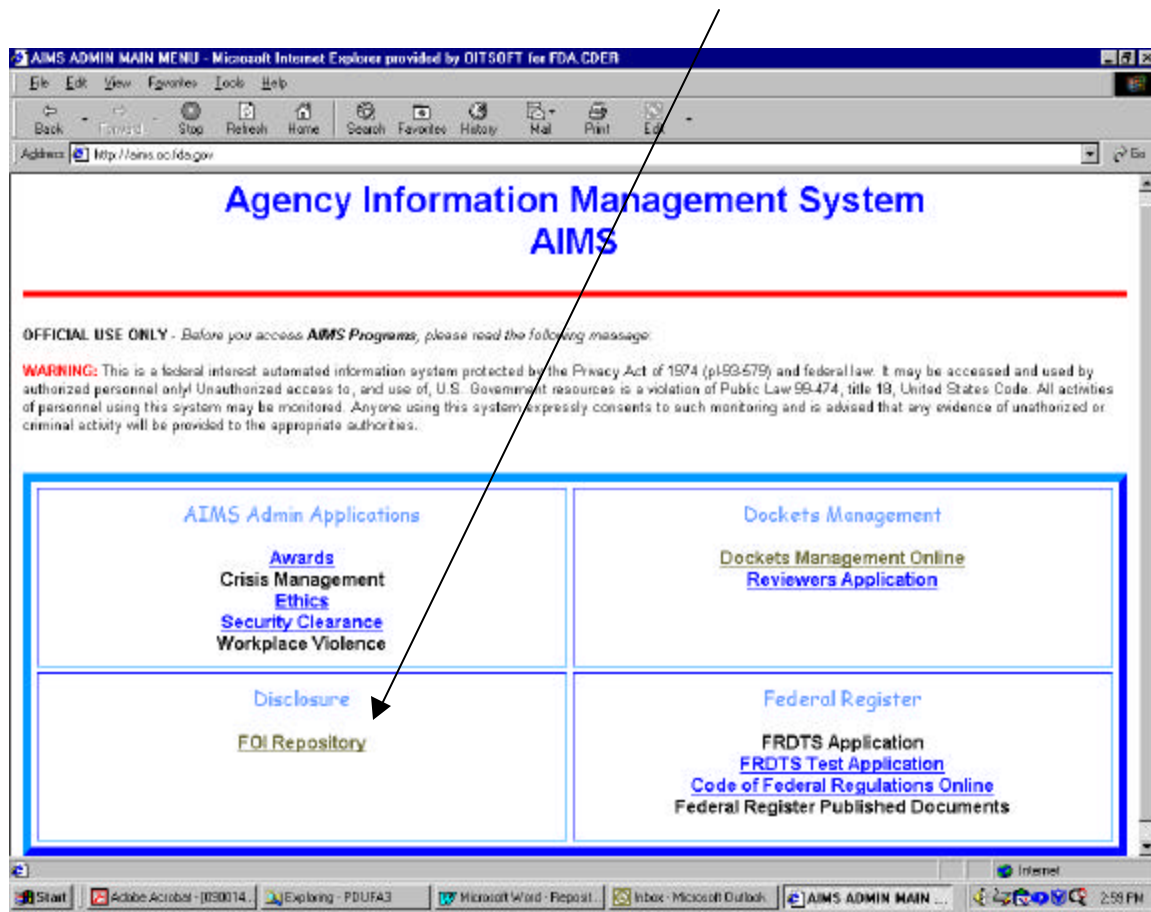 AIMS ADMIN MAIN MENU - Microsoft Internet Explorer provided by OITSOFT for FDA.CDER
File Edit View Favorites Tools Help
Back Forward Stop Refresh Home Search Favorites History Mail Print Edit
Address http://aims.oc.fda.gov Go
Agency Information Management System
AIMS
OFFICIAL USE ONLY - Before you access AIMS Programs, please read the following message:
WARNING: This is a federal interest automated information system protected by the Privacy Act of 1974 (pl-93-579) and federal law. It may be accessed and used by
authorized personnel only! Unauthorized access to, and use of, U.S. Government resources is a violation of Public Law 99-474, title 18, United States Code. All activities
of personnel using this system may be monitored. Anyone using this system expressly consents to such monitoring and is advised that any evidence of unathorized or
criminal activity will be provided to the appropriate authorities.
AIMS Admin Applications
Awards
Crisis Management
Ethics
Security Clearance
Workplace Violence
Dockets Management
Dockets Management Online
Reviewers Application
Disclosure
FOI Repository
Federal Register
FRDTS Application
FRDTS Test Application
Code of Federal Regulations Online
Federal Register Published Documents
Internet
Start Adobe Acrobat - [030014... Exploring - PDUFA3 Microsoft Word - Reposit... Inbox - Microsoft Outlook AIMS ADMIN MAIN ... 2:59 PM